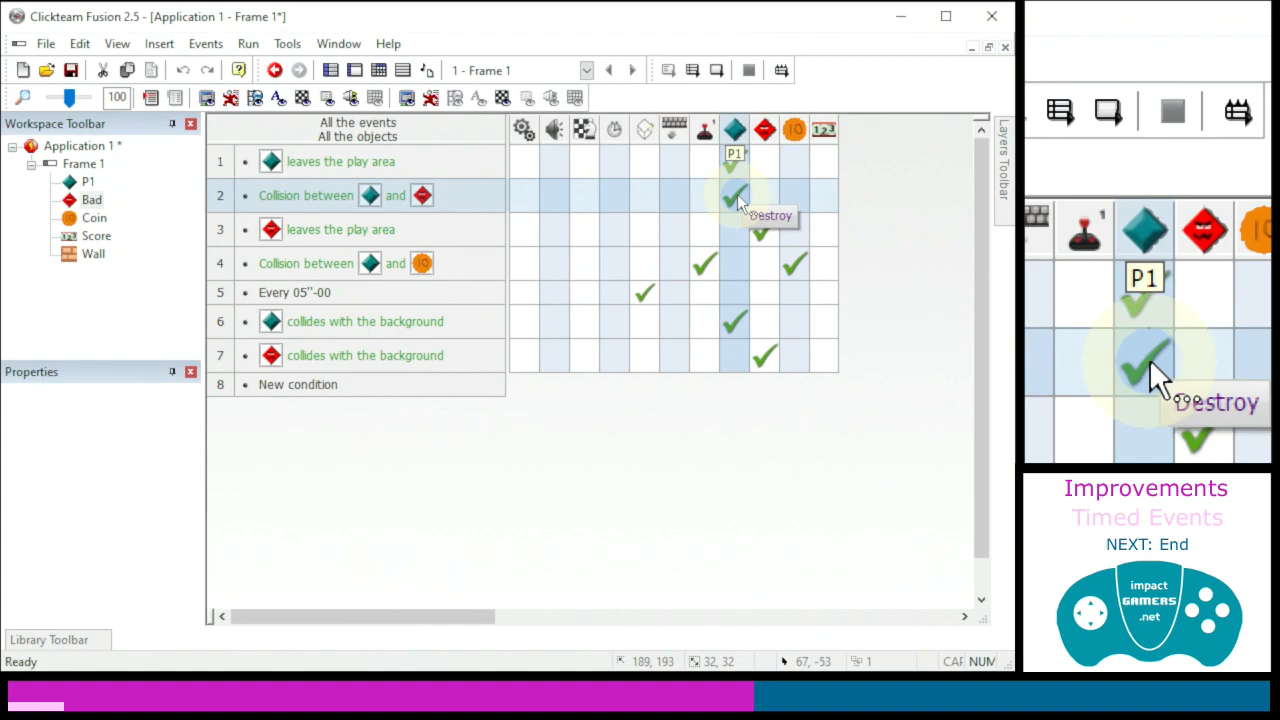 Clickteam Fusion 2.5 - [Application 1 - Frame 1*]
File Edit View Insert Events Run Tools Window Help
1 - Frame 1
100
Workspace Toolbar
Application 1 *
Frame 1
P1
Bad
Coin
Score
Wall
Properties
Library Toolbar
Ready
All the events
All the objects
1 leaves the play area
2 Collision between and
3 leaves the play area
4 Collision between and
5 Every 05"-00
6 collides with the background
7 collides with the background
8 New condition
P1
Destroy
Layers Toolbar
189, 193 32, 32 67, -53 1 CAP NUM
P1
Destroy
Improvements
Timed Events
NEXT: End
impact
GAMERS
.net